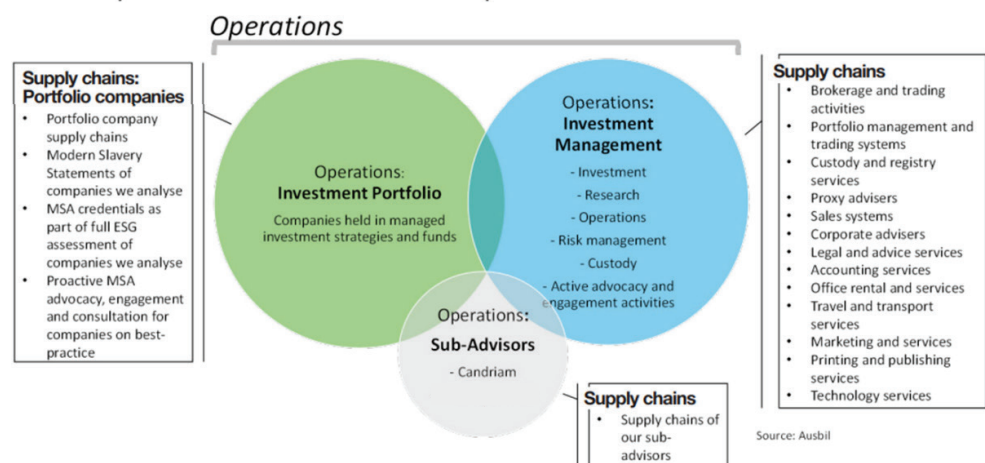 Operations
Supply chains:
Portfolio companies
• Portfolio company
supply chains
• Modern Slavery
Statements of
companies we analyse
• MSA credentials as
part of full ESG
assessment of
companies we analyse
• Proactive MSA
advocacy, engagement
and consultation for
companies on best-
practice
Operations:
Investment Portfolio
Companies held in managed
investment strategies and funds
Operations:
Investment
Management
- Investment
- Research
- Operations
- Risk management
- Custody
- Active advocacy and
engagement activities
Operations:
Sub-Advisors
- Candriam
Supply chains
• Brokerage and trading
activities
• Portfolio management and
trading systems
• Custody and registry
services
• Proxy advisers
• Sales systems
• Corporate advisers
• Legal and advice services
• Accounting services
• Office rental and services
• Travel and transport
services
• Marketing and services
• Printing and publishing
services
• Technology services
Supply chains
• Supply chains of
our sub-
advisors
Source: Ausbil